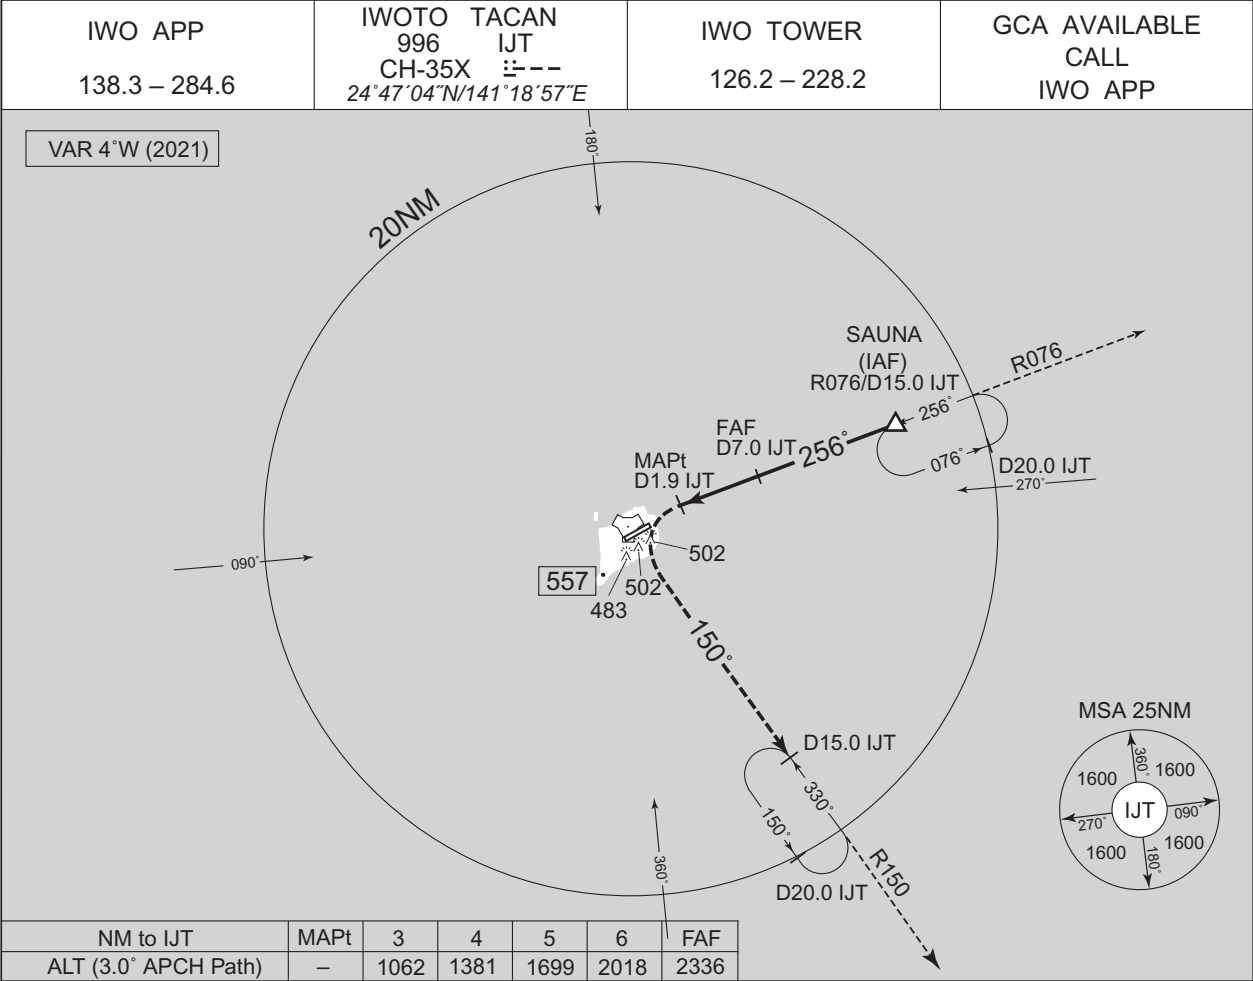 IWO APP
138.3 – 284.6
IWOTO TACAN
996 IJT
CH-35X
24°47´04˝N/141°18´57˝E
IWO TOWER
126.2 – 228.2
GCA AVAILABLE
CALL
IWO APP
VAR 4°W (2021)
180°
20NM
SAUNA
(IAF)
R076/D15.0 IJT
R076
256°
FAF
D7.0 IJT
256°
076°
D20.0 IJT
270°
MAPt
D1.9 IJT
090°
502
557
502
483
150°
D15.0 IJT
330°
150°
D20.0 IJT
R150
360°
MSA 25NM
360°
1600
1600
IJT
090°
270°
1600
1600
180°
NM to IJT MAPt 3 4 5 6 FAF
ALT (3.0° APCH Path) – 1062 1381 1699 2018 2336